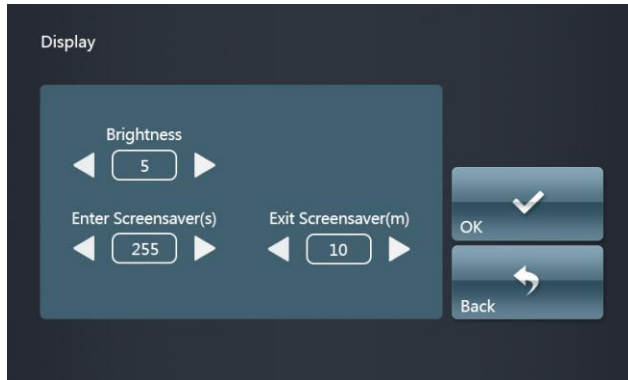 Display
Brightness
5
Enter Screensaver(s) Exit Screensaver(m)
255 10
OK
Back